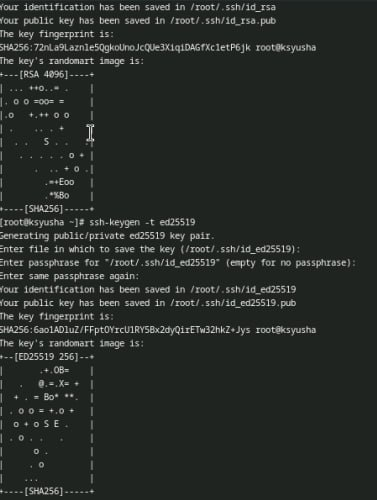 Your identification has been saved in /root/.ssh/id_rsa
Your public key has been saved in /root/.ssh/id_rsa.pub
The key fingerprint is:
SHA256:72nLa9Laznle5QgkoUnoJcQUe3XiqiDAGfXc1etP6jk root@ksyusha
The key's randomart image is:
+---[RSA 4096]----+
| ... ++o..= .    |
|. o o =oo= =     |
|.o   +.++ o o    |
| .    .. . +     |
|  . .   S . .   .|
|   . . . . . o + |
|      .  .. + o .|
|        .=+Eoo   |
|        .*%Bo    |
+----[SHA256]-----+
[root@ksyusha ~]# ssh-keygen -t ed25519
Generating public/private ed25519 key pair.
Enter file in which to save the key (/root/.ssh/id_ed25519):
Enter passphrase for "/root/.ssh/id_ed25519" (empty for no passphrase):
Enter same passphrase again:
Your identification has been saved in /root/.ssh/id_ed25519
Your public key has been saved in /root/.ssh/id_ed25519.pub
The key fingerprint is:
SHA256:6ao1ADluZ/FFptOYrcU1RY5Bx2dyQirETw32hkZ+Jys root@ksyusha
The key's randomart image is:
+--[ED25519 256]--+
|       .+.OB=    |
|   .   @.=.X= +  |
|  + . = Bo* **.  |
| . o o = +.o +   |
|  o + o S E .    |
| . o . .   .     |
|      o .        |
|     . o         |
|    ...          |
+----[SHA256]-----+